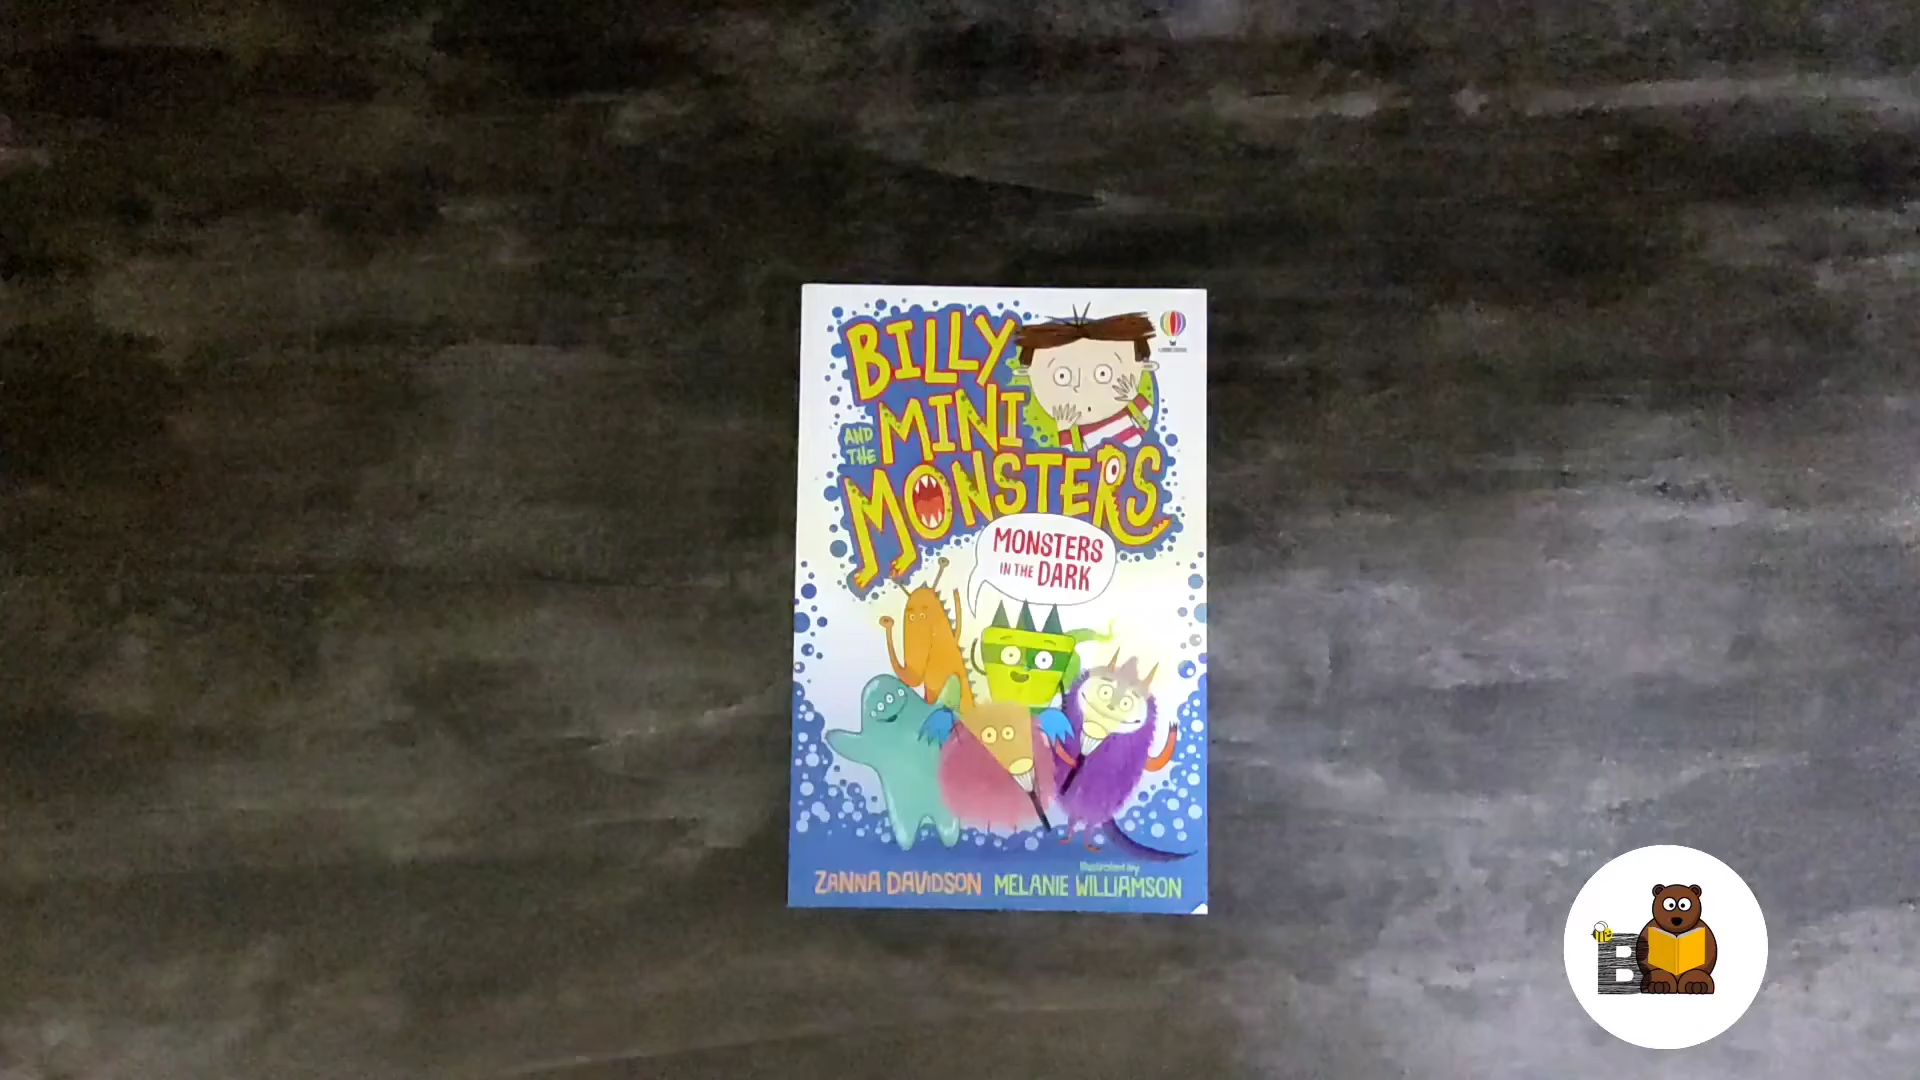 BILLY
AND THE
MINI
MONSTERS
MONSTERS
IN THE DARK
Illustrated by
ZANNA DAVIDSON MELANIE WILLIAMSON
B